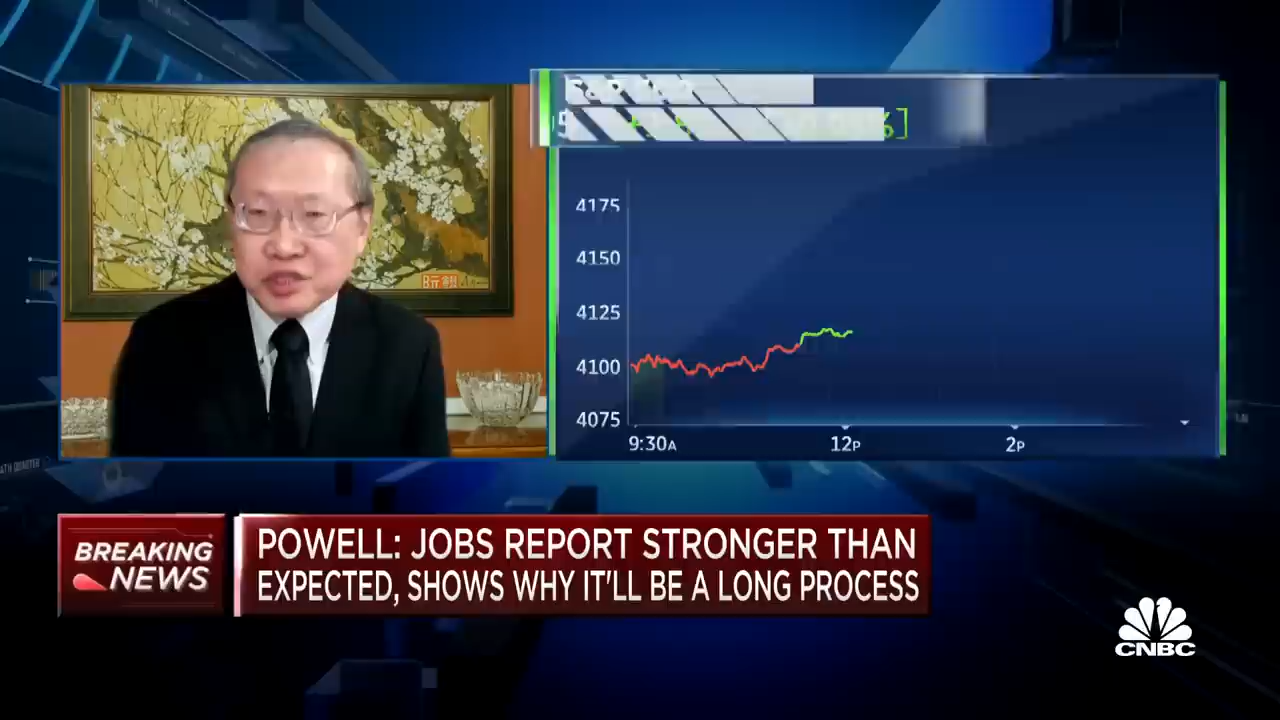 4175
4150
4125
4100
4075
9:30A
12P
2P
BREAKING
NEWS
POWELL: JOBS REPORT STRONGER THAN
EXPECTED, SHOWS WHY IT'LL BE A LONG PROCESS
CNBC